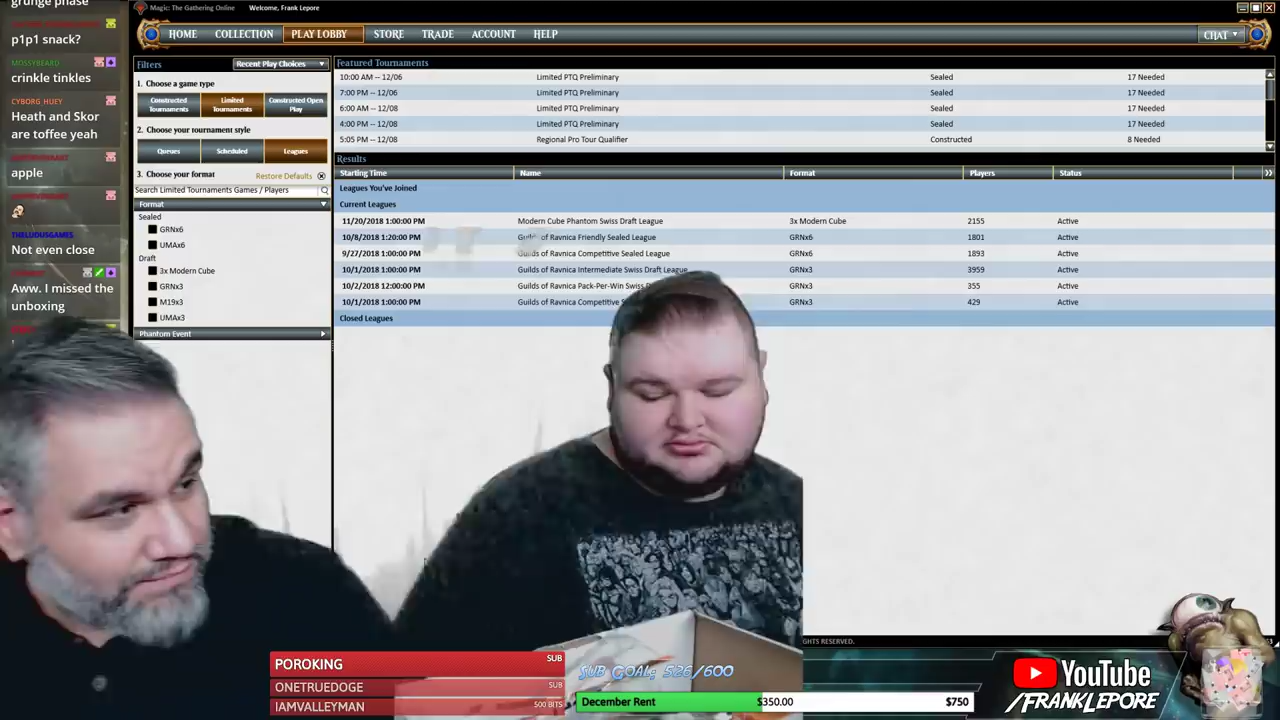 grunge phase
p1p1 snack?
MOSSYBEARD
crinkle tinkles
CYBORG_HUEY
Heath and Skor
are toffee yeah
apple
THELUDUSGAMES
Not even close
Aww. I missed the
unboxing
Magic: The Gathering Online
Welcome, Frank Lepore
HOME COLLECTION PLAY LOBBY STORE TRADE ACCOUNT HELP
CHAT
Filters
Recent Play Choices
1. Choose a game type
Constructed Tournaments
Limited Tournaments
Constructed Open Play
2. Choose your tournament style
Queues Scheduled Leagues
3. Choose your format
Restore Defaults
Search Limited Tournaments Games / Players
Format
Sealed
GRNx6
UMAx6
Draft
3x Modern Cube
GRNx3
M19x3
UMAx3
Phantom Event
Featured Tournaments
10:00 AM -- 12/06 Limited PTQ Preliminary Sealed 17 Needed
7:00 PM -- 12/06 Limited PTQ Preliminary Sealed 17 Needed
6:00 AM -- 12/08 Limited PTQ Preliminary Sealed 17 Needed
4:00 PM -- 12/08 Limited PTQ Preliminary Sealed 17 Needed
5:05 PM -- 12/08 Regional Pro Tour Qualifier Constructed 8 Needed
Results
Starting Time Name Format Players Status
Leagues You've Joined
Current Leagues
11/20/2018 1:00:00 PM Modern Cube Phantom Swiss Draft League 3x Modern Cube 2155 Active
10/8/2018 1:20:00 PM Guilds of Ravnica Friendly Sealed League GRNx6 1801 Active
9/27/2018 1:00:00 PM Guilds of Ravnica Competitive Sealed League GRNx6 1893 Active
10/1/2018 1:00:00 PM Guilds of Ravnica Intermediate Swiss Draft League GRNx3 3959 Active
10/2/2018 12:00:00 PM Guilds of Ravnica Pack-Per-Win Swiss GRNx3 355 Active
10/1/2018 1:00:00 PM Guilds of Ravnica Competitive GRNx3 429 Active
Closed Leagues
GHTS RESERVED.
POROKING SUB
ONETRUEDOGE SUB
IAMVALLEYMAN 500 BITS
SUB GOAL: 526/600
December Rent $350.00 $750
YouTube
/FRANKLEPORE